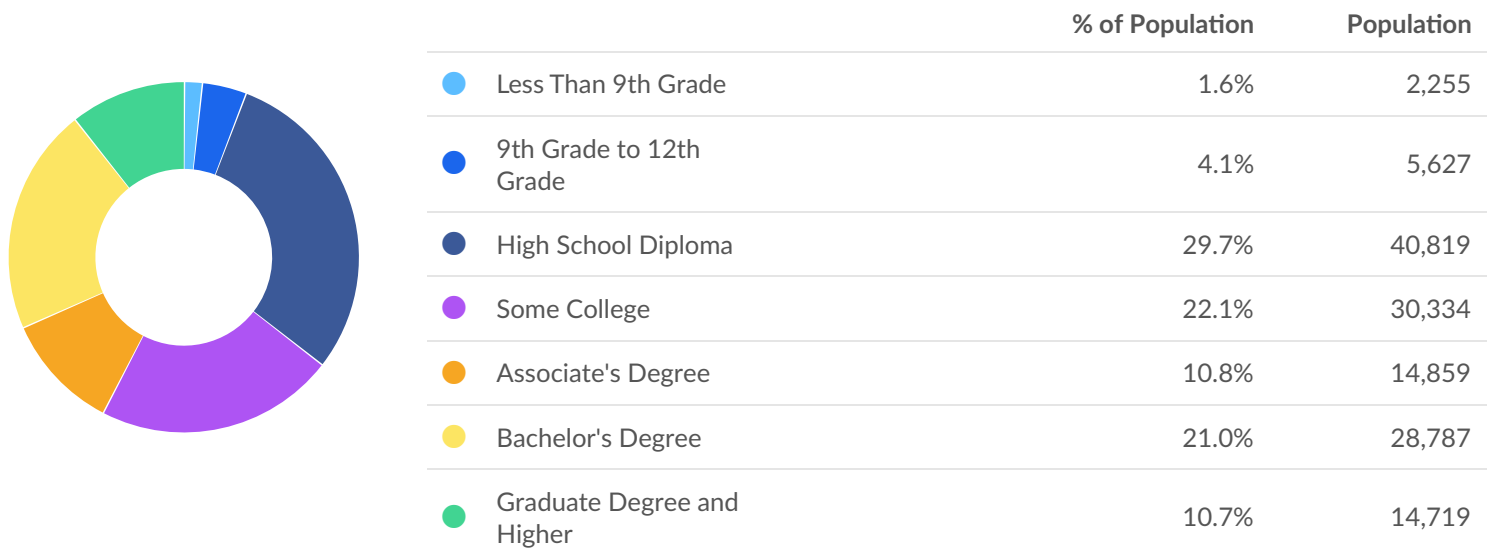 % of Population Population
Less Than 9th Grade 1.6% 2,255
9th Grade to 12th
Grade 4.1% 5,627
High School Diploma 29.7% 40,819
Some College 22.1% 30,334
Associate's Degree 10.8% 14,859
Bachelor's Degree 21.0% 28,787
Graduate Degree and
Higher 10.7% 14,719